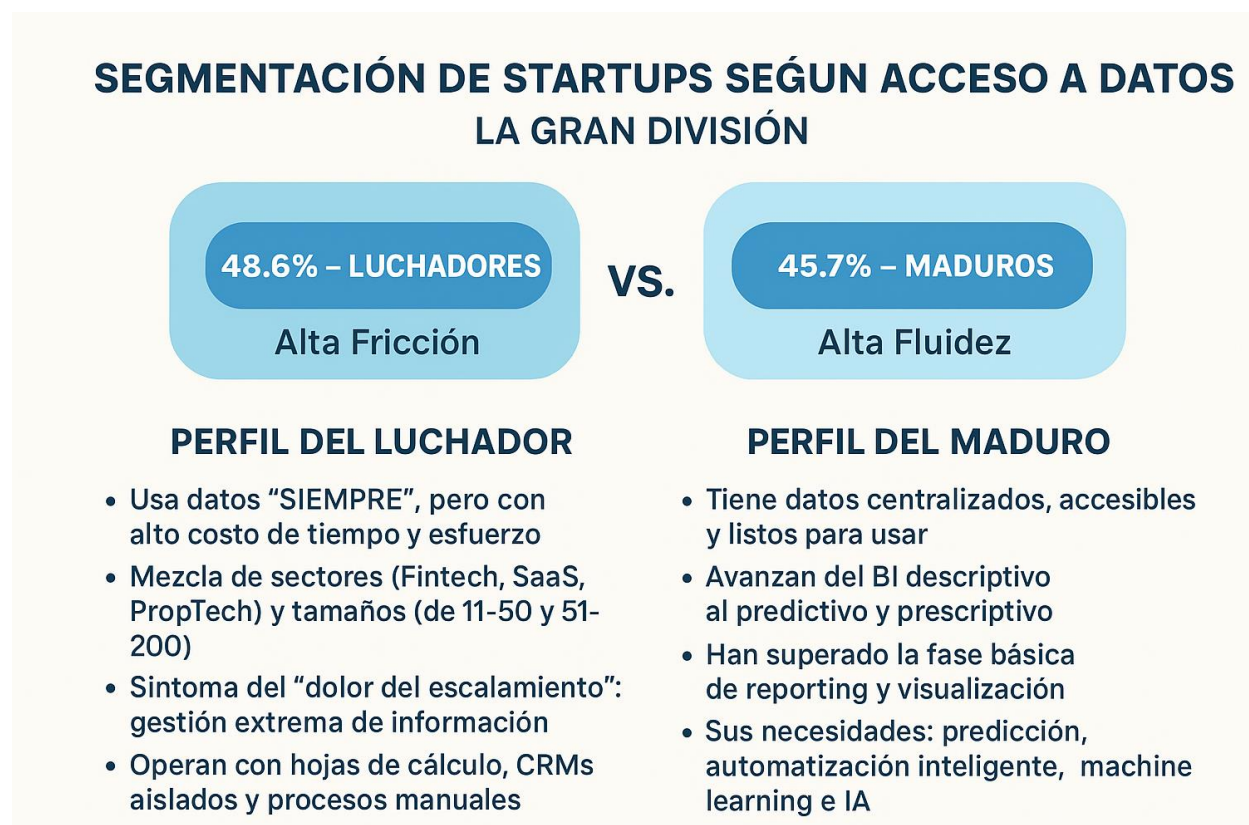 SEGMENTACIÓN DE STARTUPS SEǴUN ACCESO A DATOS
LA GRAN DIVISIÓN
48.6% – LUCHADORES
Alta Fricción
VS.
45.7% – MADUROS
Alta Fluidez
PERFIL DEL LUCHADOR
• Usa datos “SIEMPRE”, pero con
alto costo de tiempo y esfuerzo
• Mezcla de sectores (Fintech, SaaS,
PropTech) y tamaños (de 11-50 y 51-
200)
• Sintoma del “dolor del escalamiento”:
gestión extrema de información
• Operan con hojas de cálculo, CRMs
aislados y procesos manuales
PERFIL DEL MADURO
• Tiene datos centralizados, accesibles
y listos para usar
• Avanzan del BI descriptivo
al predictivo y prescriptivo
• Han superado la fase básica
de reporting y visualización
• Sus necesidades: predicción,
automatización inteligente, machine
learning e IA